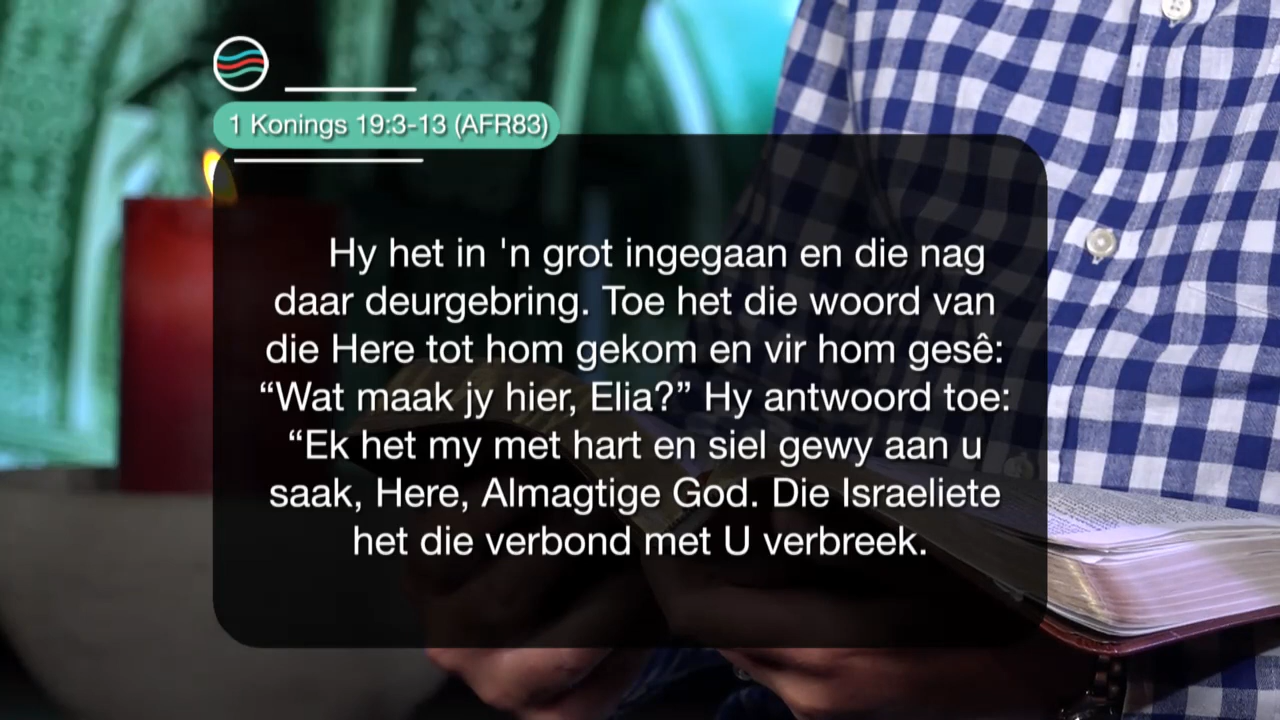 1 Konings 19:3-13 (AFR83)
Hy het in 'n grot ingegaan en die nag
daar deurgebring. Toe het die woord van
die Here tot hom gekom en vir hom gesê:
“Wat maak jy hier, Elia?” Hy antwoord toe:
“Ek het my met hart en siel gewy aan u
saak, Here, Almagtige God. Die Israeliete
het die verbond met U verbreek.